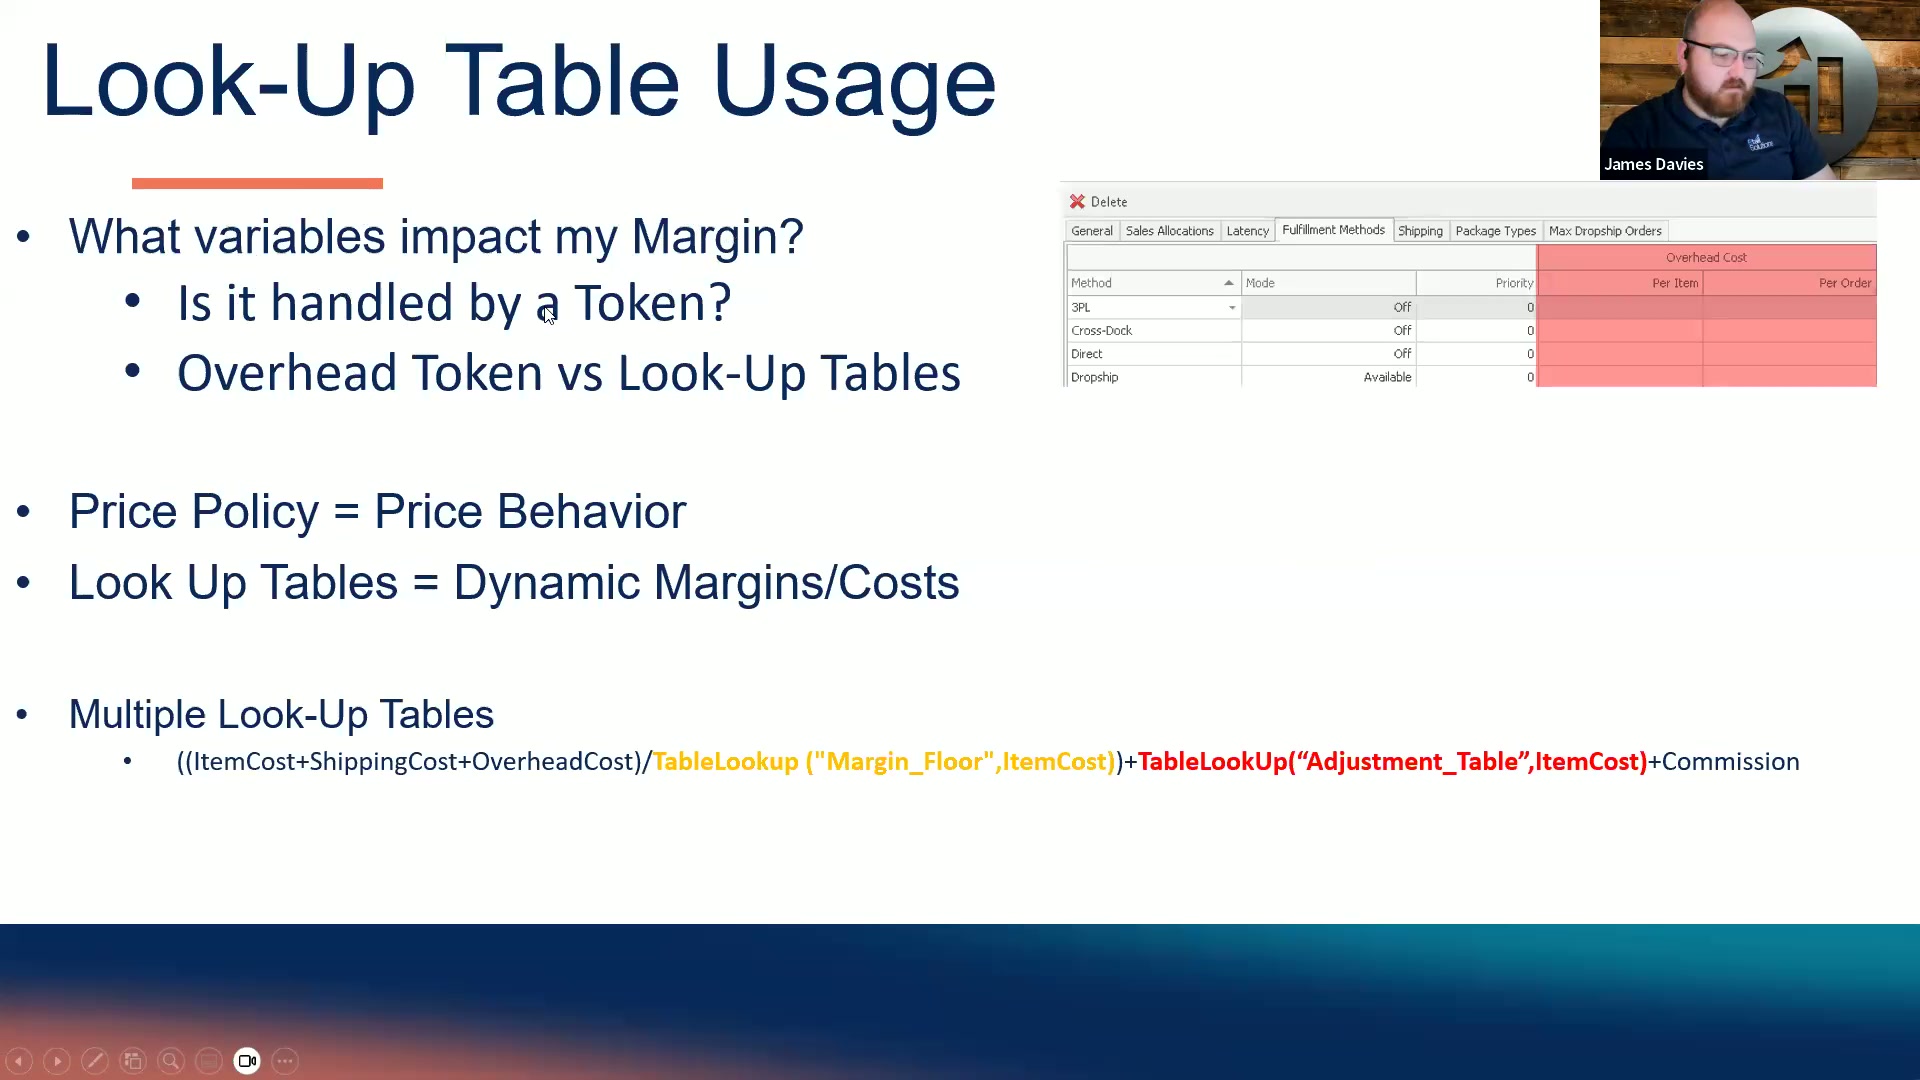 Look-Up Table Usage
James Davies
• What variables impact my Margin?
• Is it handled by a Token?
• Overhead Token vs Look-Up Tables
Delete
General Sales Allocations Latency Fulfillment Methods Shipping Package Types Max Dropship Orders
Overhead Cost
Method Mode Priority Per Item Per Order
3PL Off 0
Cross-Dock Off 0
Direct Off 0
Dropship Available 0
• Price Policy = Price Behavior
• Look Up Tables = Dynamic Margins/Costs
• Multiple Look-Up Tables
• ((ItemCost+ShippingCost+OverheadCost)/TableLookup ("Margin_Floor",ItemCost))+TableLookUp(“Adjustment_Table”,ItemCost)+Commission